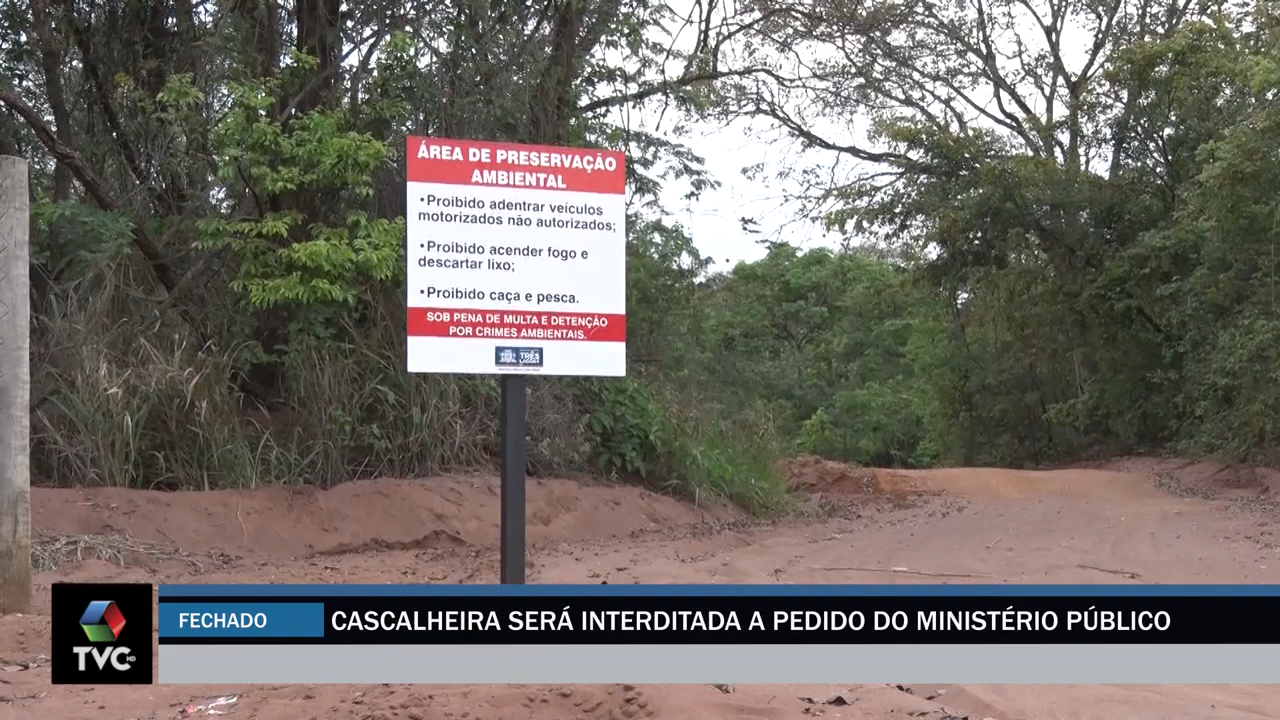 ÁREA DE PRESERVAÇÃO
AMBIENTAL
•Proibido adentrar veículos
motorizados não autorizados;
•Proibido acender fogo e
descartar lixo;
•Proibido caça e pesca.
SOB PENA DE MULTA E DETENÇÃO
POR CRIMES AMBIENTAIS.
TRÊS
LAGOAS
FECHADO
CASCALHEIRA SERÁ INTERDITADA A PEDIDO DO MINISTÉRIO PÚBLICO
TVC HD